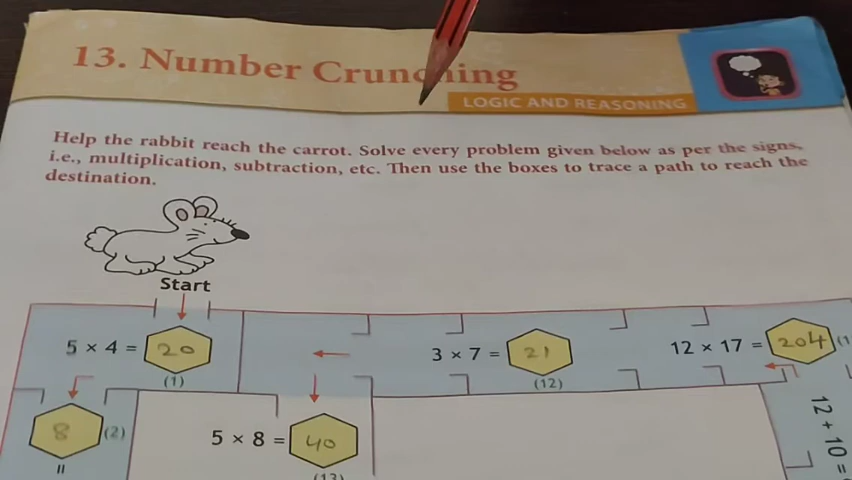 13. Number Crunching
LOGIC AND REASONING
Help the rabbit reach the carrot. Solve every problem given below as per the signs,
i.e., multiplication, subtraction, etc. Then use the boxes to trace a path to reach the
destination.
Start
5 × 4 = 20
(1)
3 × 7 = 21
(12)
12 × 17 = 204
8 (2)
=
5 × 8 = 40
(13)
12 + 10 =